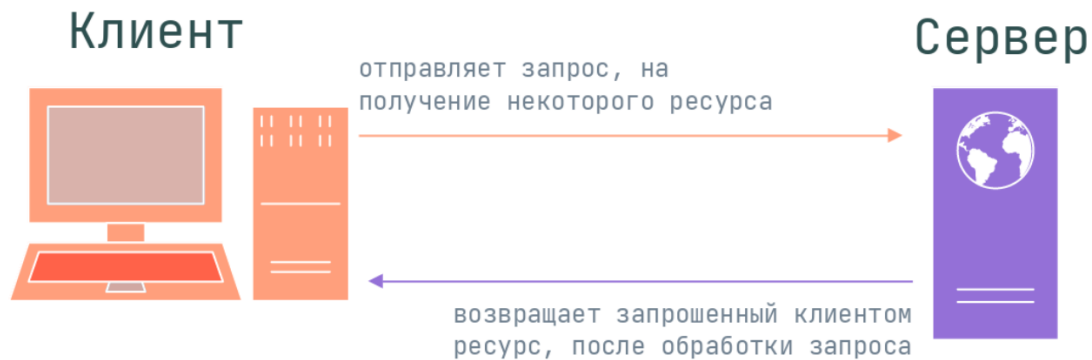 Клиент
Сервер
отправляет запрос, на
получение некоторого ресурса
возвращает запрошенный клиентом
ресурс, после обработки запроса